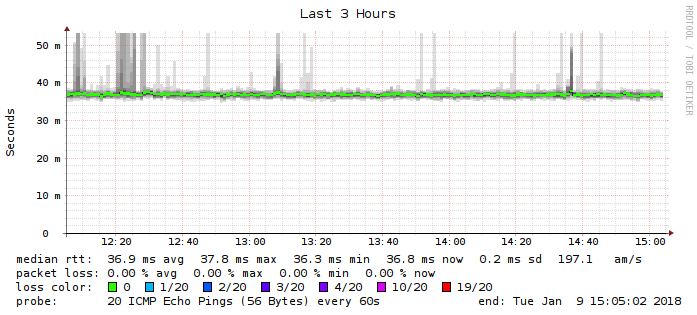 Last 3 Hours
RRDTOOL / TOBI OETIKER
Seconds
50 m
40 m
30 m
20 m
10 m
0
12:20 12:40 13:00 13:20 13:40 14:00 14:20 14:40 15:00
median rtt: 36.9 ms avg 37.8 ms max 36.3 ms min 36.8 ms now 0.2 ms sd 197.1 am/s
packet loss: 0.00 % avg 0.00 % max 0.00 % min 0.00 % now
loss color: 0 1/20 2/20 3/20 4/20 10/20 19/20
probe: 20 ICMP Echo Pings (56 Bytes) every 60s end: Tue Jan 9 15:05:02 2018